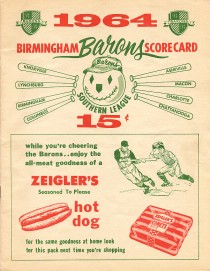 1964
BIRMINGHAM Barons SCORECARD
KNOXVILLE
ASHEVILLE
LYNCHBURG
Barons
MACON
BIRMINGHAM
CHARLOTTE
COLUMBUS
CHATTANOOGA
SOUTHERN LEAGUE
15¢
while you're cheering
the Barons..enjoy the
all-meat goodness of a
ZEIGLER'S
Seasoned To Please
hot
dog
for the same goodness at home look
for this pack next time you're shopping